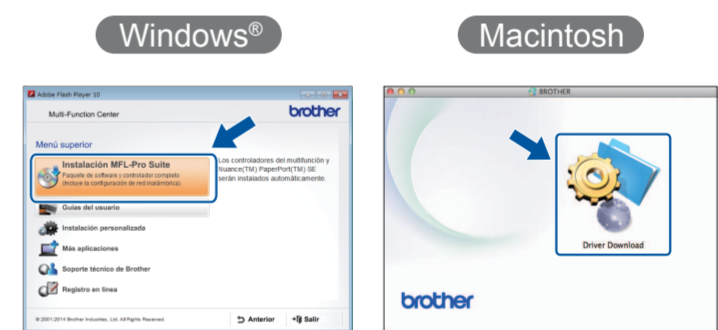 Windows®
Macintosh
Adobe Flash Player 10
Multi-Function Center
brother
Menú superior
Instalación MFL-Pro Suite
Paquete de software y controlador completo
(Incluye la configuración de red inalámbrica)
Los controladores del multifunción y
Nuance(TM) PaperPort(TM) SE
serán instalados automáticamente.
Guías del usuario
Instalación personalizada
Más aplicaciones
Soporte técnico de Brother
Registro en línea
© 2001-2014 Brother Industries, Ltd. All Rights Reserved.
Anterior
Salir
BROTHER
Driver Download
brother